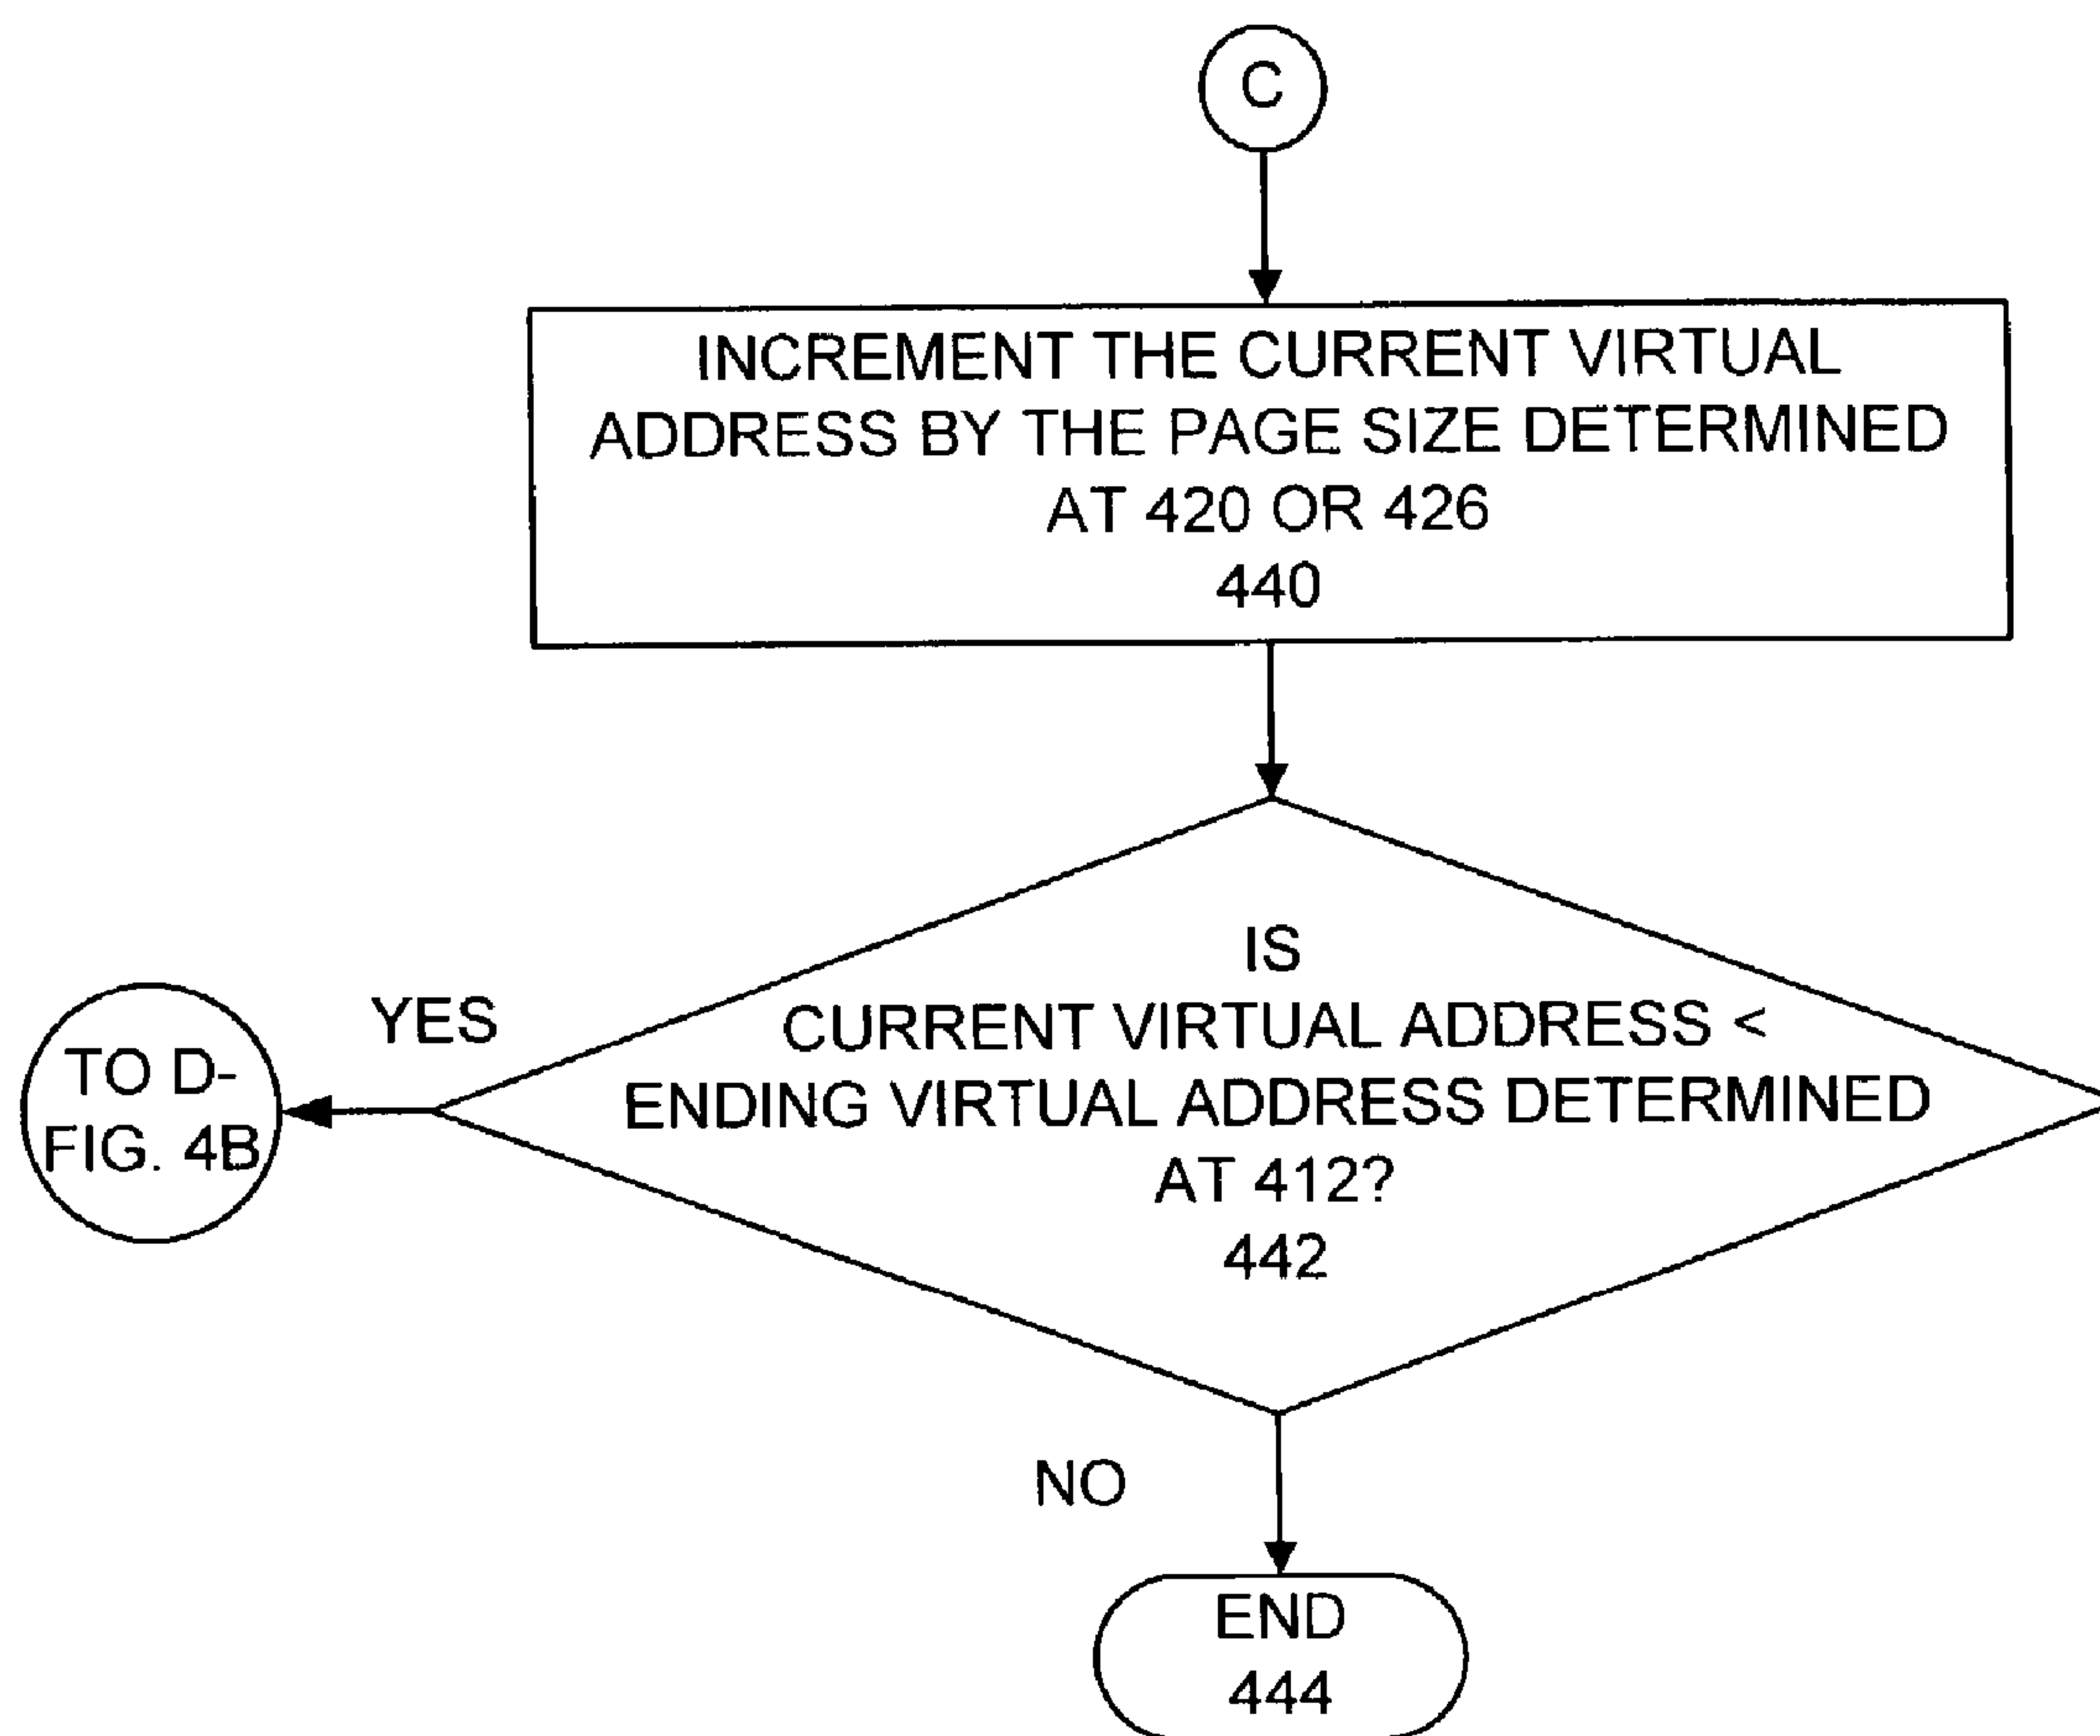 C
INCREMENT THE CURRENT VIRTUAL
ADDRESS BY THE PAGE SIZE DETERMINED
AT 420 OR 426
440
IS
CURRENT VIRTUAL ADDRESS <
ENDING VIRTUAL ADDRESS DETERMINED
AT 412?
442
YES
TO D-
FIG. 4B
NO
END
444